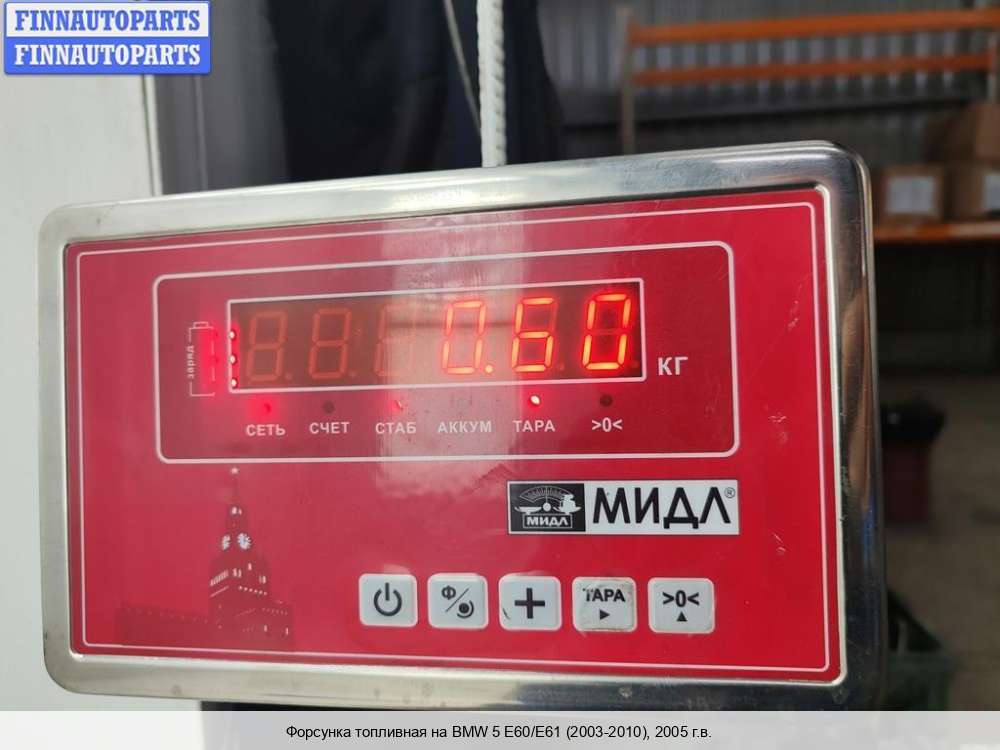 FINNAUTOPARTS
FINNAUTOPARTS
заряд
0.60 КГ
СЕТЬ СЧЕТ СТАБ АККУМ ТАРА >0<
МИДЛ МИДЛ®
Ф ТАРА >0<
Форсунка топливная на BMW 5 E60/E61 (2003-2010), 2005 г.в.